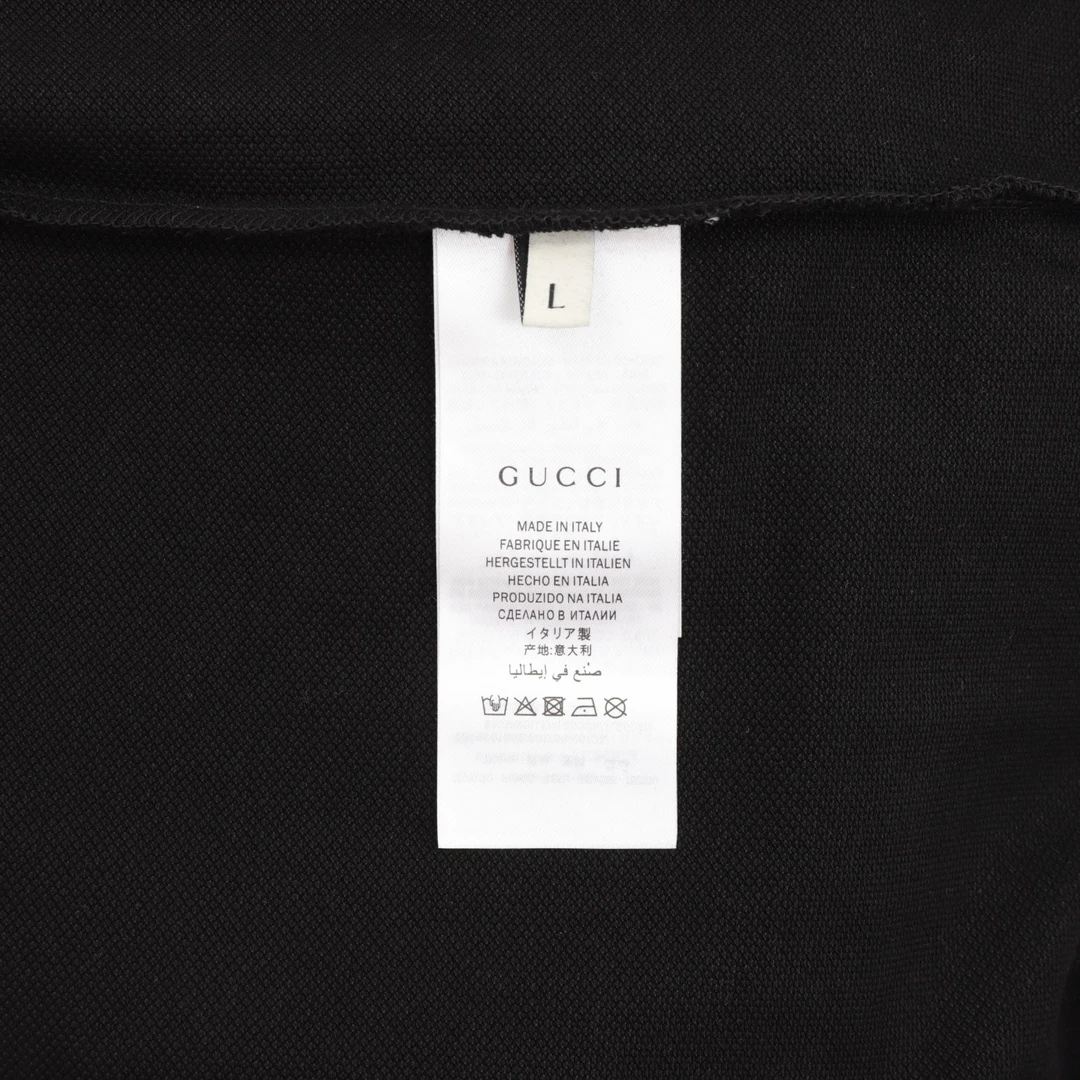 L
GUCCI
MADE IN ITALY
FABRIQUE EN ITALIE
HERGESTELLT IN ITALIEN
HECHO EN ITALIA
PRODUZIDO NA ITALIA
СДЕЛАНО В ИТАЛИИ
イタリア製
产地:意大利
صُنع في إيطاليا